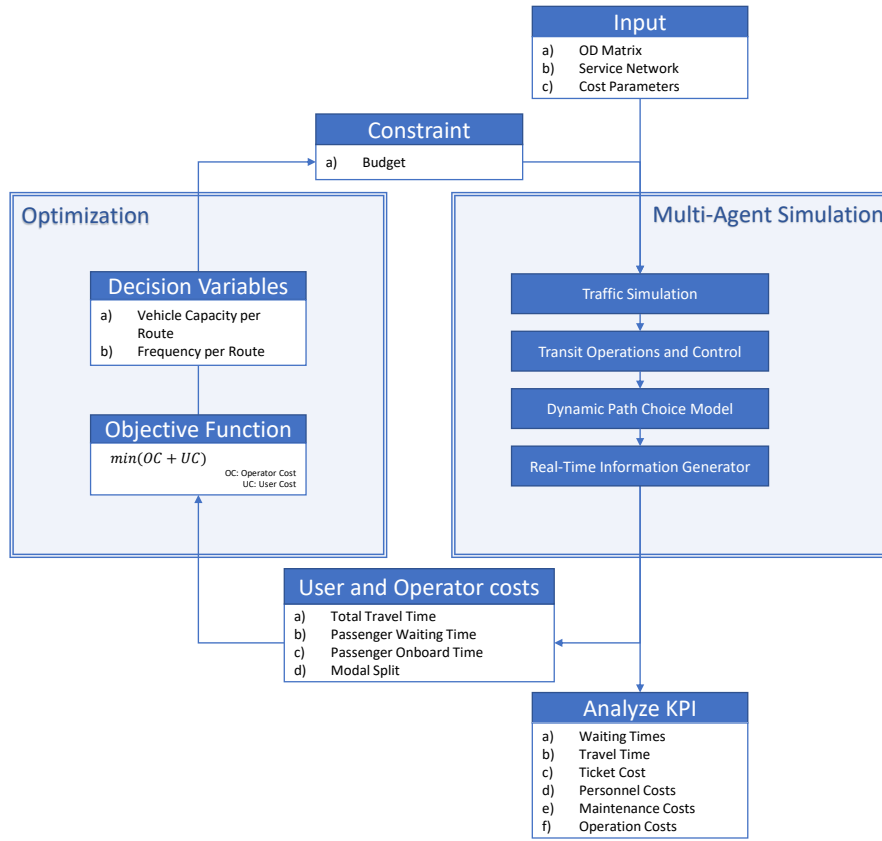 Input
a) OD Matrix
b) Service Network
c) Cost Parameters
Constraint
a) Budget
Optimization
Multi-Agent Simulation
Decision Variables
a) Vehicle Capacity per
Route
b) Frequency per Route
Objective Function
min(OC + UC)
OC: Operator Cost
UC: User Cost
Traffic Simulation
Transit Operations and Control
Dynamic Path Choice Model
Real-Time Information Generator
User and Operator costs
a) Total Travel Time
b) Passenger Waiting Time
c) Passenger Onboard Time
d) Modal Split
Analyze KPI
a) Waiting Times
b) Travel Time
c) Ticket Cost
d) Personnel Costs
e) Maintenance Costs
f) Operation Costs